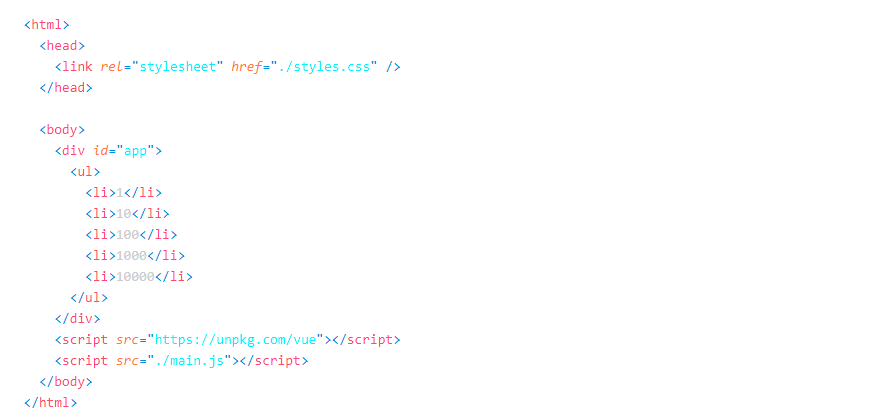 <html>
  <head>
    <link rel="stylesheet" href="./styles.css" />
  </head>

  <body>
    <div id="app">
      <ul>
        <li>1</li>
        <li>10</li>
        <li>100</li>
        <li>1000</li>
        <li>10000</li>
      </ul>
    </div>
    <script src="https://unpkg.com/vue"></script>
    <script src="./main.js"></script>
  </body>
</html>